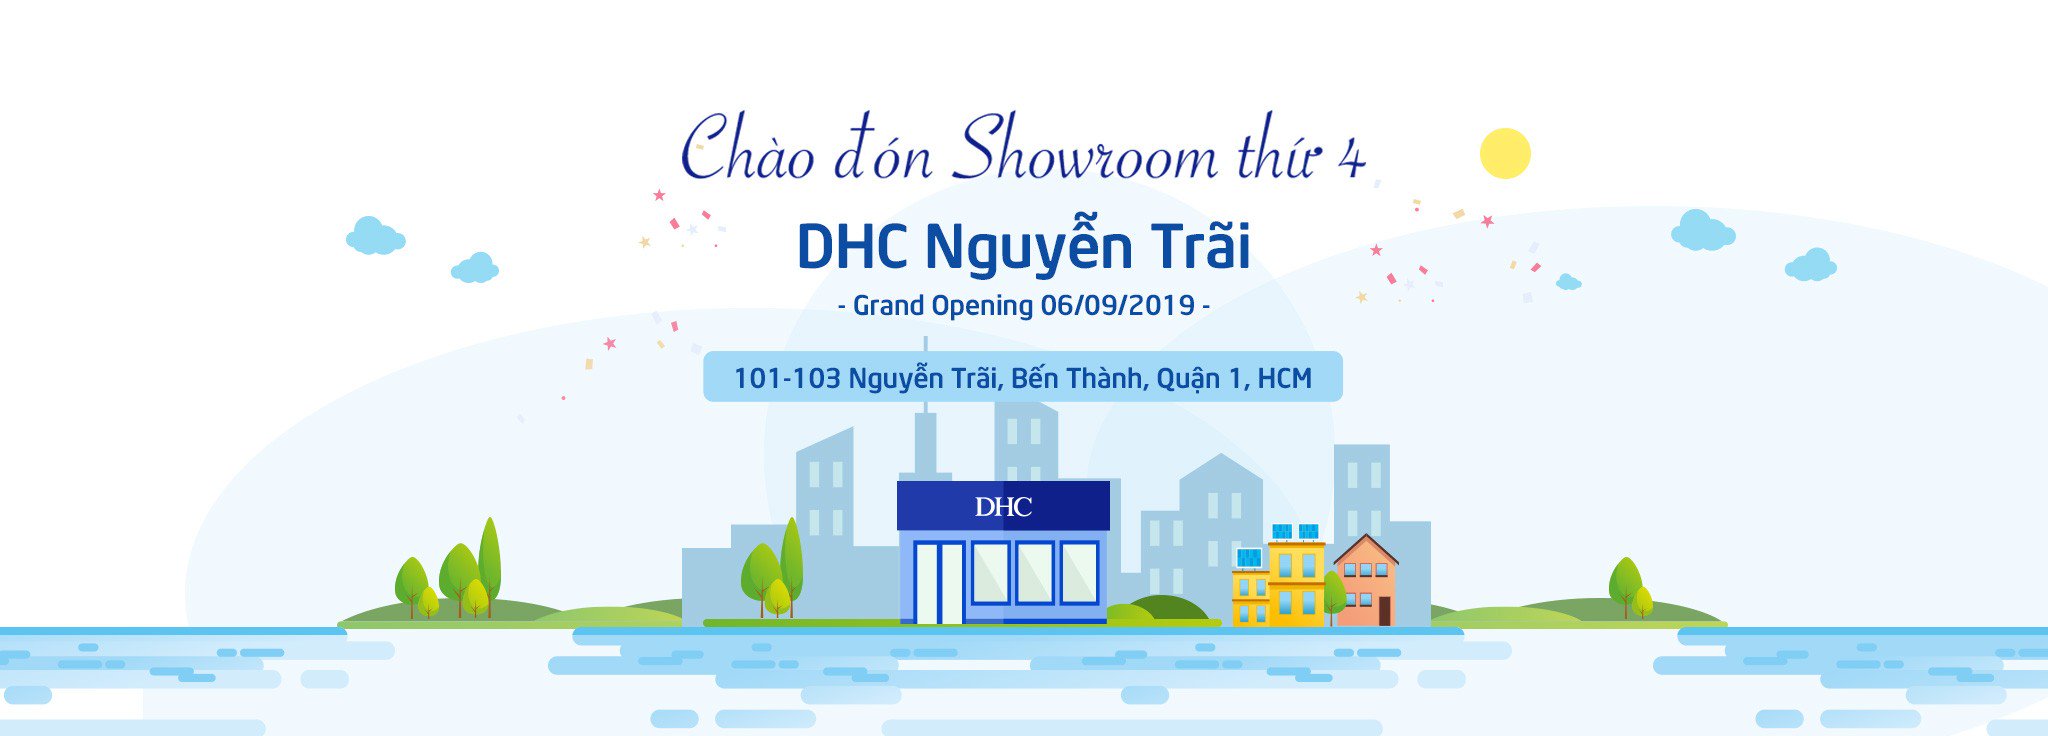 Chào đón Showroom thứ 4
DHC Nguyễn Trãi
- Grand Opening 06/09/2019 -
101-103 Nguyễn Trãi, Bến Thành, Quận 1, HCM
DHC